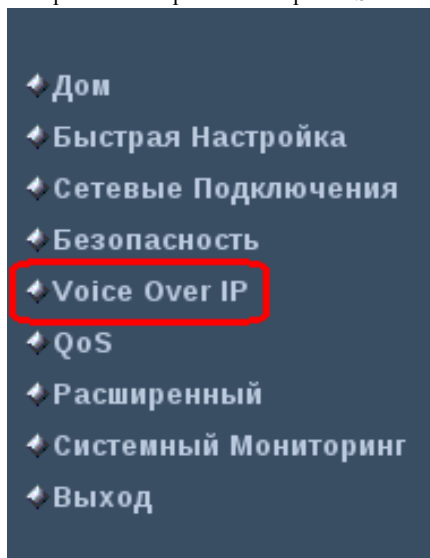 Дом
Быстрая Настройка
Сетевые Подключения
Безопасность
Voice Over IP
QoS
Расширенный
Системный Мониторинг
Выход